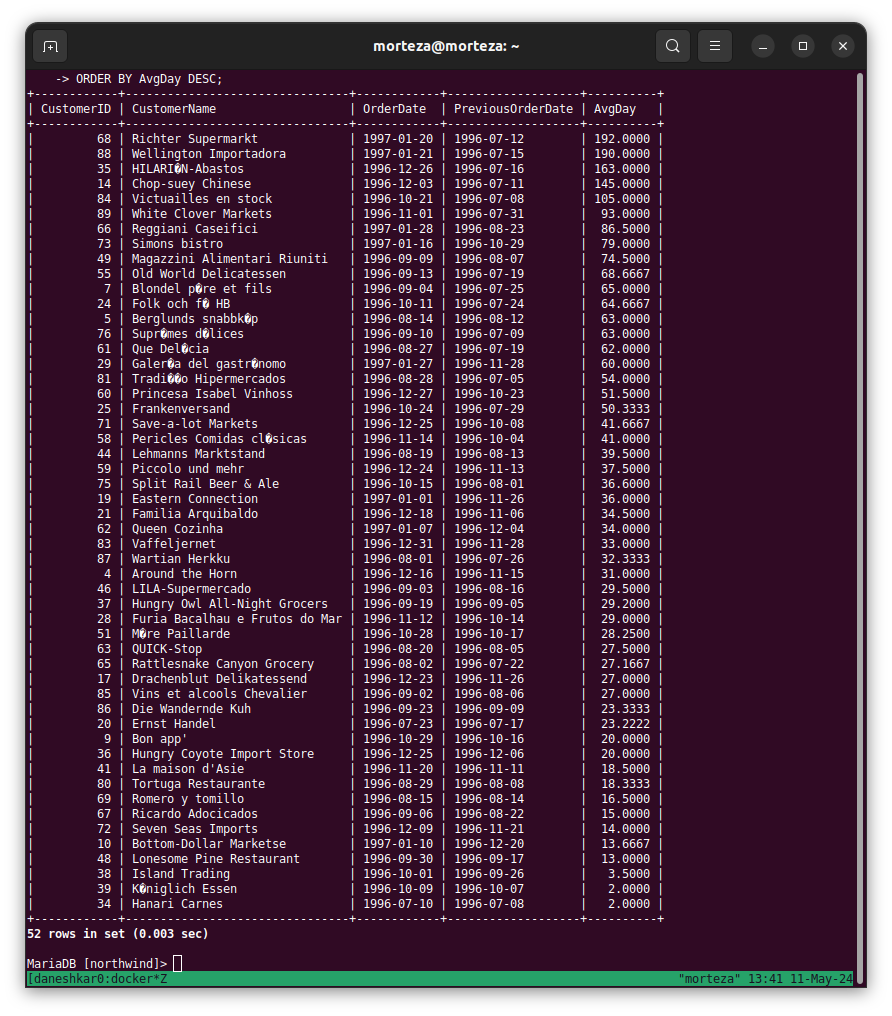 morteza@morteza: ~
    -> ORDER BY AvgDay DESC;
+------------+--------------------------------+------------+-------------------+----------+
| CustomerID | CustomerName                   | OrderDate  | PreviousOrderDate | AvgDay   |
+------------+--------------------------------+------------+-------------------+----------+
|         68 | Richter Supermarkt             | 1997-01-20 | 1996-07-12        | 192.0000 |
|         88 | Wellington Importadora         | 1997-01-21 | 1996-07-15        | 190.0000 |
|         35 | HILARI�N-Abastos               | 1996-12-26 | 1996-07-16        | 163.0000 |
|         14 | Chop-suey Chinese              | 1996-12-03 | 1996-07-11        | 145.0000 |
|         84 | Victuailles en stock           | 1996-10-21 | 1996-07-08        | 105.0000 |
|         89 | White Clover Markets           | 1996-11-01 | 1996-07-31        |  93.0000 |
|         66 | Reggiani Caseifici             | 1997-01-28 | 1996-08-23        |  86.5000 |
|         73 | Simons bistro                  | 1997-01-16 | 1996-10-29        |  79.0000 |
|         49 | Magazzini Alimentari Riuniti   | 1996-09-09 | 1996-08-07        |  74.5000 |
|         55 | Old World Delicatessen         | 1996-09-13 | 1996-07-19        |  68.6667 |
|          7 | Blondel p�re et fils           | 1996-09-04 | 1996-07-25        |  65.0000 |
|         24 | Folk och f� HB                 | 1996-10-11 | 1996-07-24        |  64.6667 |
|          5 | Berglunds snabbk�p             | 1996-08-14 | 1996-08-12        |  63.0000 |
|         76 | Supr�mes d�lices               | 1996-09-10 | 1996-07-09        |  63.0000 |
|         61 | Que Del�cia                    | 1996-08-27 | 1996-07-19        |  62.0000 |
|         29 | Galer�a del gastr�nomo         | 1997-01-27 | 1996-11-28        |  60.0000 |
|         81 | Tradi��o Hipermercados         | 1996-08-28 | 1996-07-05        |  54.0000 |
|         60 | Princesa Isabel Vinhoss        | 1996-12-27 | 1996-10-23        |  51.5000 |
|         25 | Frankenversand                 | 1996-10-24 | 1996-07-29        |  50.3333 |
|         71 | Save-a-lot Markets             | 1996-12-25 | 1996-10-08        |  41.6667 |
|         58 | Pericles Comidas cl�sicas      | 1996-11-14 | 1996-10-04        |  41.0000 |
|         44 | Lehmanns Marktstand            | 1996-08-19 | 1996-08-13        |  39.5000 |
|         59 | Piccolo und mehr               | 1996-12-24 | 1996-11-13        |  37.5000 |
|         75 | Split Rail Beer & Ale          | 1996-10-15 | 1996-08-01        |  36.6000 |
|         19 | Eastern Connection             | 1997-01-01 | 1996-11-26        |  36.0000 |
|         21 | Familia Arquibaldo             | 1996-12-18 | 1996-11-06        |  34.5000 |
|         62 | Queen Cozinha                  | 1997-01-07 | 1996-12-04        |  34.0000 |
|         83 | Vaffeljernet                   | 1996-12-31 | 1996-11-28        |  33.0000 |
|         87 | Wartian Herkku                 | 1996-08-01 | 1996-07-26        |  32.3333 |
|          4 | Around the Horn                | 1996-12-16 | 1996-11-15        |  31.0000 |
|         46 | LILA-Supermercado              | 1996-09-03 | 1996-08-16        |  29.5000 |
|         37 | Hungry Owl All-Night Grocers   | 1996-09-19 | 1996-09-05        |  29.2000 |
|         28 | Furia Bacalhau e Frutos do Mar | 1996-11-12 | 1996-10-14        |  29.0000 |
|         51 | M�re Paillarde                 | 1996-10-28 | 1996-10-17        |  28.2500 |
|         63 | QUICK-Stop                     | 1996-08-20 | 1996-08-05        |  27.5000 |
|         65 | Rattlesnake Canyon Grocery     | 1996-08-02 | 1996-07-22        |  27.1667 |
|         17 | Drachenblut Delikatessend      | 1996-12-23 | 1996-11-26        |  27.0000 |
|         85 | Vins et alcools Chevalier      | 1996-09-02 | 1996-08-06        |  27.0000 |
|         86 | Die Wandernde Kuh              | 1996-09-23 | 1996-09-09        |  23.3333 |
|         20 | Ernst Handel                   | 1996-07-23 | 1996-07-17        |  23.2222 |
|          9 | Bon app'                       | 1996-10-29 | 1996-10-16        |  20.0000 |
|         36 | Hungry Coyote Import Store     | 1996-12-25 | 1996-12-06        |  20.0000 |
|         41 | La maison d'Asie               | 1996-11-20 | 1996-11-11        |  18.5000 |
|         80 | Tortuga Restaurante            | 1996-08-29 | 1996-08-08        |  18.3333 |
|         69 | Romero y tomillo               | 1996-08-15 | 1996-08-14        |  16.5000 |
|         67 | Ricardo Adocicados             | 1996-09-06 | 1996-08-22        |  15.0000 |
|         72 | Seven Seas Imports             | 1996-12-09 | 1996-11-21        |  14.0000 |
|         10 | Bottom-Dollar Marketse         | 1997-01-10 | 1996-12-20        |  13.6667 |
|         48 | Lonesome Pine Restaurant       | 1996-09-30 | 1996-09-17        |  13.0000 |
|         38 | Island Trading                 | 1996-10-01 | 1996-09-26        |   3.5000 |
|         39 | K�niglich Essen                | 1996-10-09 | 1996-10-07        |   2.0000 |
|         34 | Hanari Carnes                  | 1996-07-10 | 1996-07-08        |   2.0000 |
+------------+--------------------------------+------------+-------------------+----------+
52 rows in set (0.003 sec)
MariaDB [northwind]>
[daneshkar0:docker*Z "morteza" 13:41 11-May-24